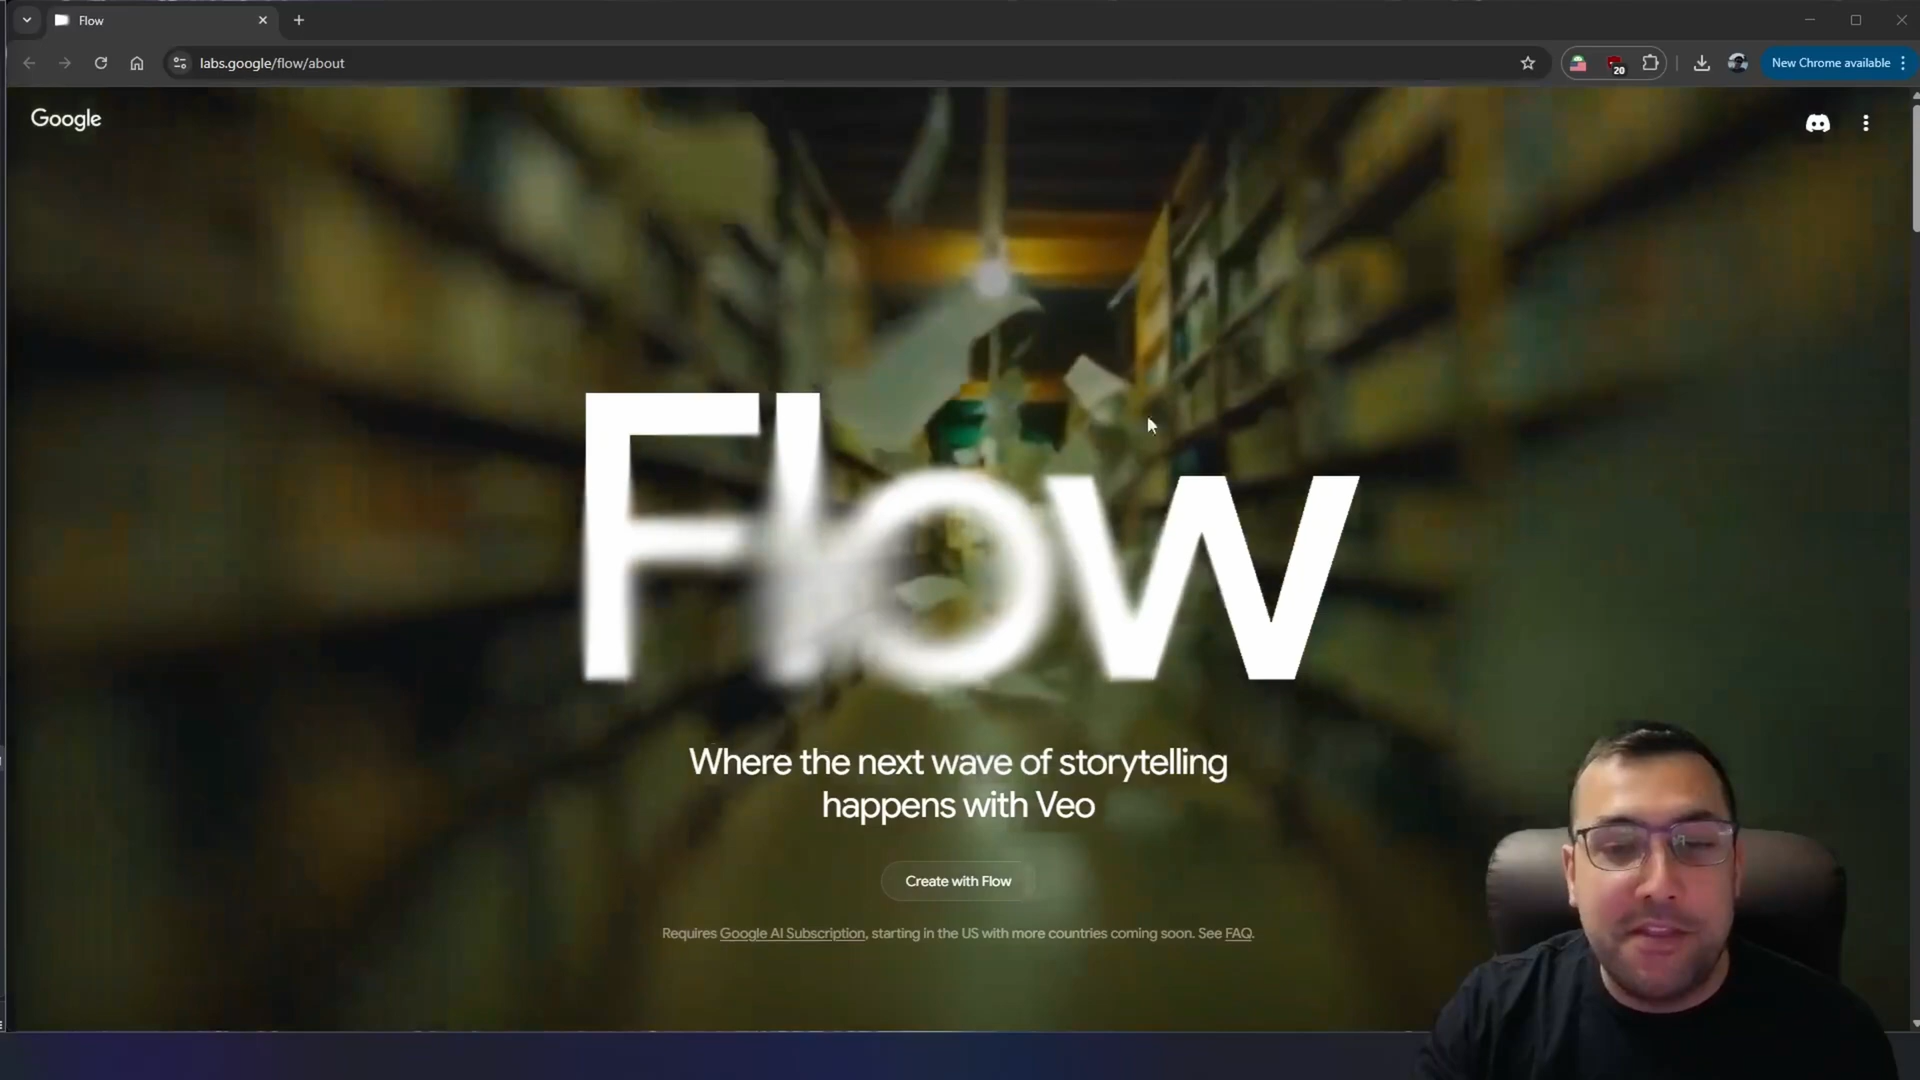 Flow
labs.google/flow/about
20
New Chrome available
Google
Flow
Where the next wave of storytelling
happens with Veo
Create with Flow
Requires Google AI Subscription, starting in the US with more countries coming soon. See FAQ.